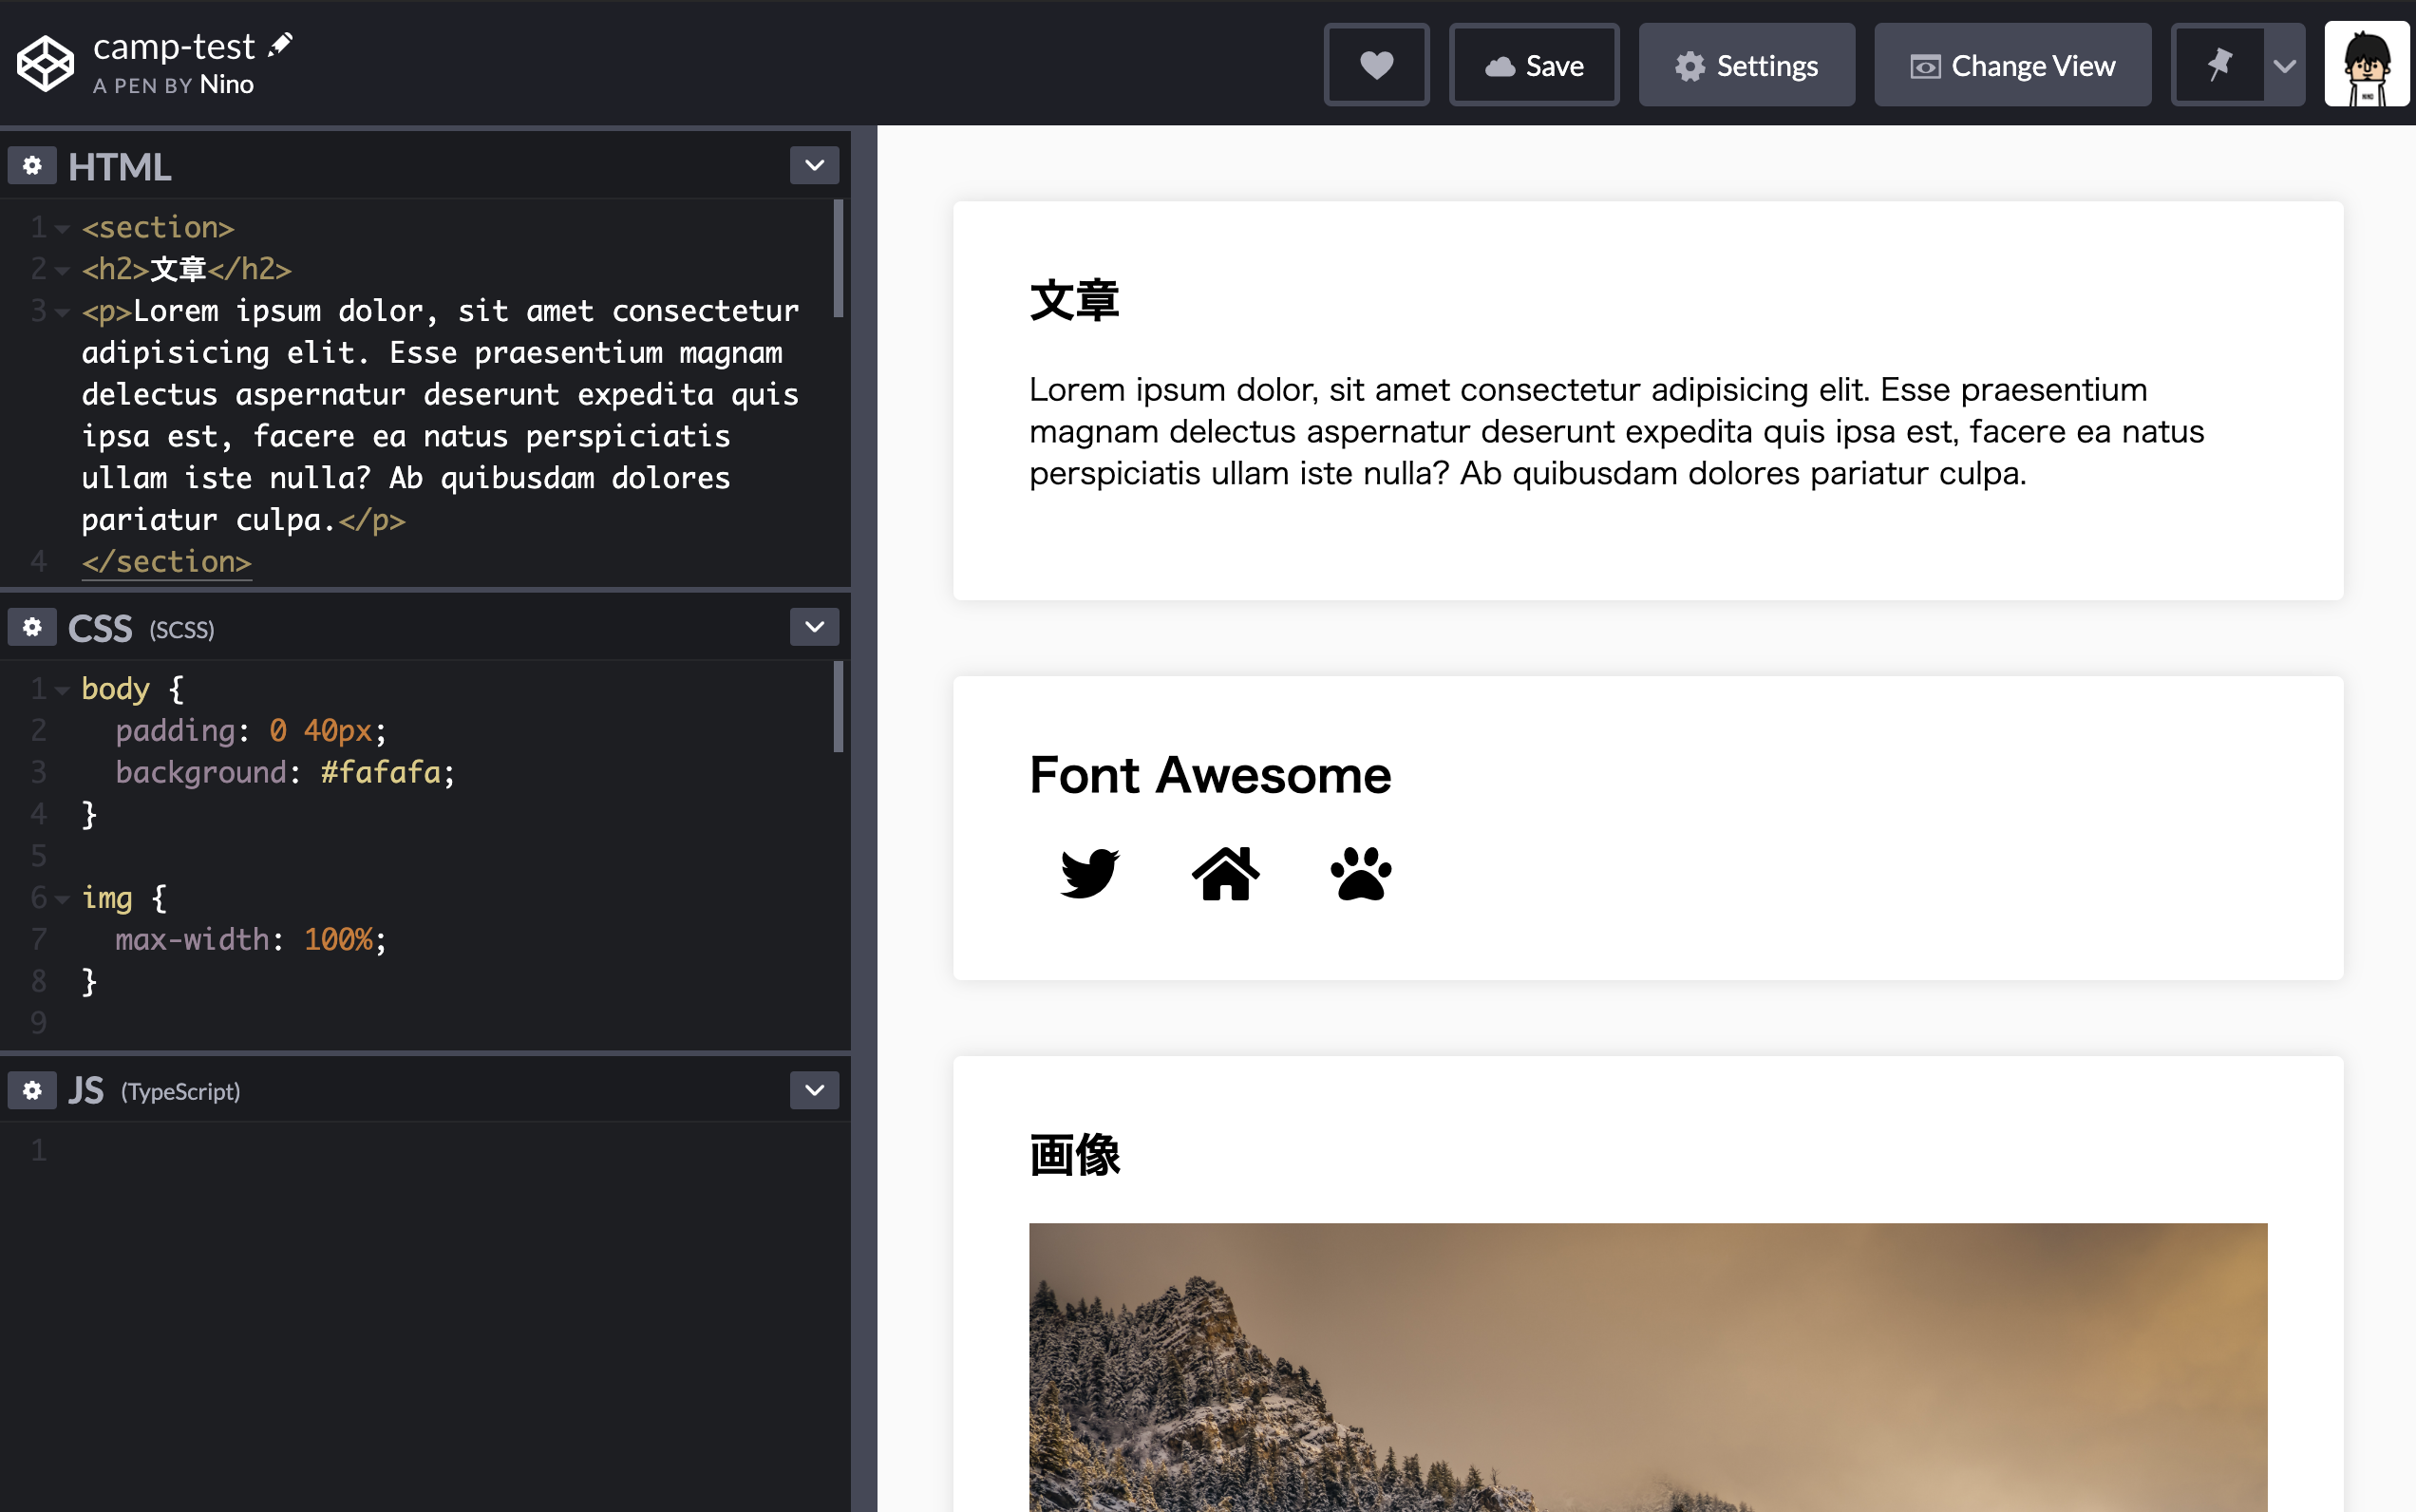 camp-test
A PEN BY Nino
Save
Settings
Change View
HTML
1 <section>
2 <h2>文章</h2>
3 <p>Lorem ipsum dolor, sit amet consectetur
adipisicing elit. Esse praesentium magnam
delectus aspernatur deserunt expedita quis
ipsa est, facere ea natus perspiciatis
ullam iste nulla? Ab quibusdam dolores
pariatur culpa.</p>
4 </section>
CSS (SCSS)
1 body {
2 padding: 0 40px;
3 background: #fafafa;
4 }
5
6 img {
7 max-width: 100%;
8 }
9
JS (TypeScript)
1
文章
Lorem ipsum dolor, sit amet consectetur adipisicing elit. Esse praesentium
magnam delectus aspernatur deserunt expedita quis ipsa est, facere ea natus
perspiciatis ullam iste nulla? Ab quibusdam dolores pariatur culpa.
Font Awesome
画像